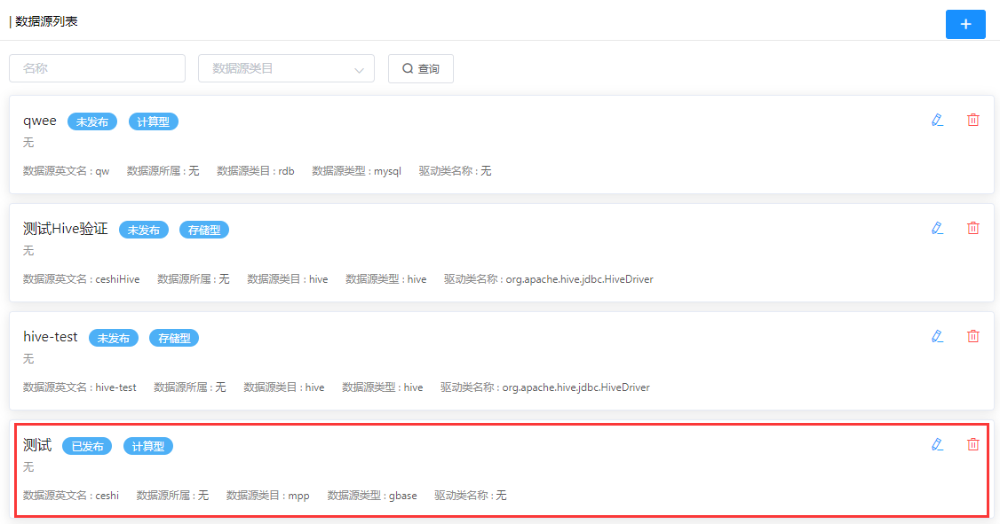 数据源列表
+
名称 数据源类目 查询
qwee 未发布 计算型
无
数据源英文名 : qw 数据源所属 : 无 数据源类目 : rdb 数据源类型 : mysql 驱动类名称 : 无
测试Hive验证 未发布 存储型
无
数据源英文名 : ceshiHive 数据源所属 : 无 数据源类目 : hive 数据源类型 : hive 驱动类名称 : org.apache.hive.jdbc.HiveDriver
hive-test 未发布 存储型
无
数据源英文名 : hive-test 数据源所属 : 无 数据源类目 : hive 数据源类型 : hive 驱动类名称 : org.apache.hive.jdbc.HiveDriver
测试 已发布 计算型
无
数据源英文名 : ceshi 数据源所属 : 无 数据源类目 : mpp 数据源类型 : gbase 驱动类名称 : 无